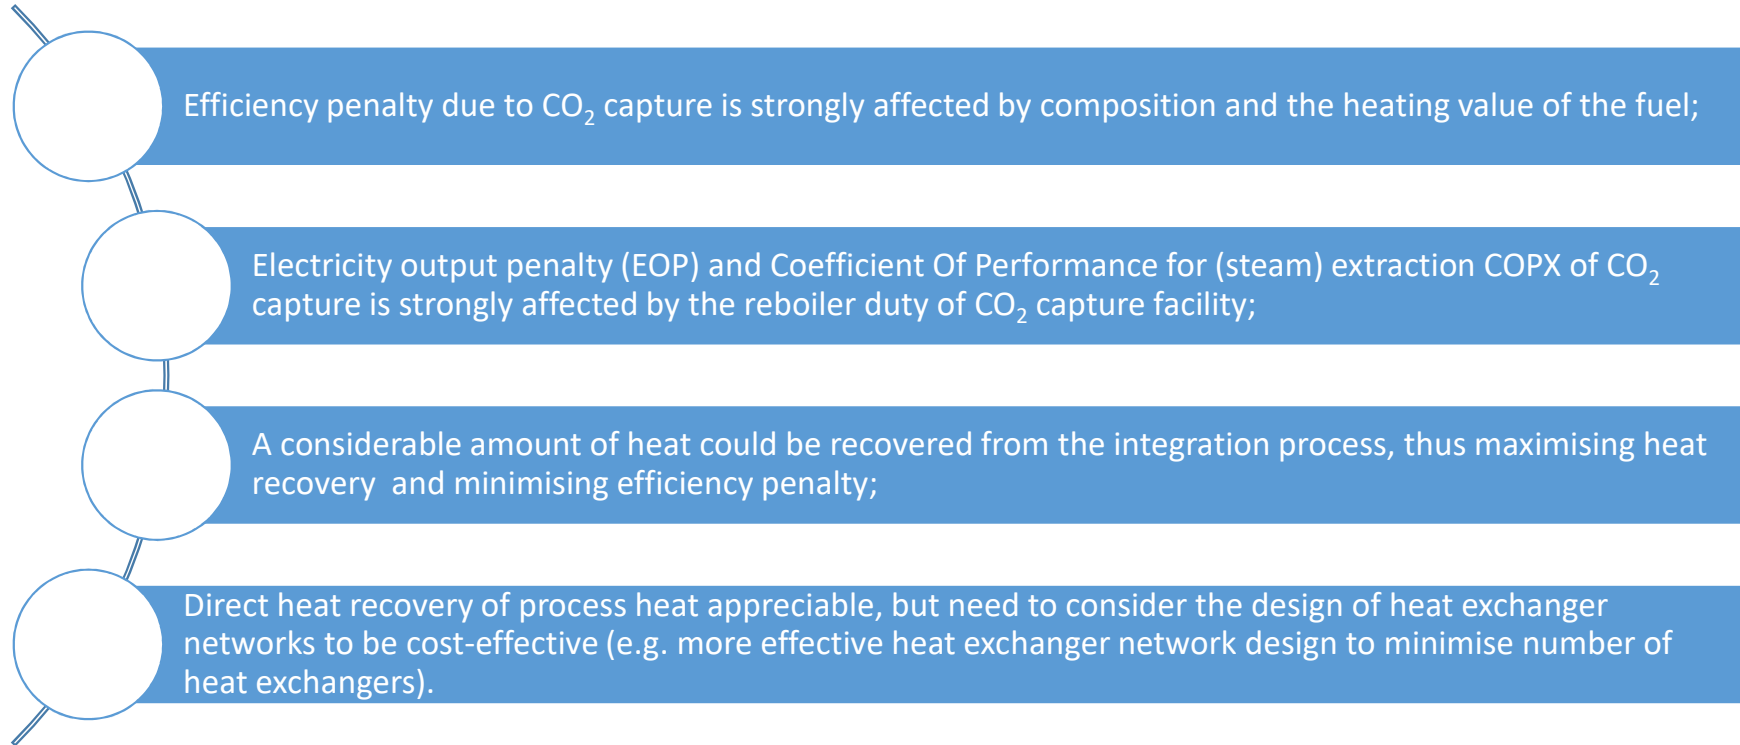 Efficiency penalty due to CO₂ capture is strongly affected by composition and the heating value of the fuel;
Electricity output penalty (EOP) and Coefficient Of Performance for (steam) extraction COPX of CO₂
capture is strongly affected by the reboiler duty of CO₂ capture facility;
A considerable amount of heat could be recovered from the integration process, thus maximising heat
recovery  and minimising efficiency penalty;
Direct heat recovery of process heat appreciable, but need to consider the design of heat exchanger
networks to be cost-effective (e.g. more effective heat exchanger network design to minimise number of
heat exchangers).